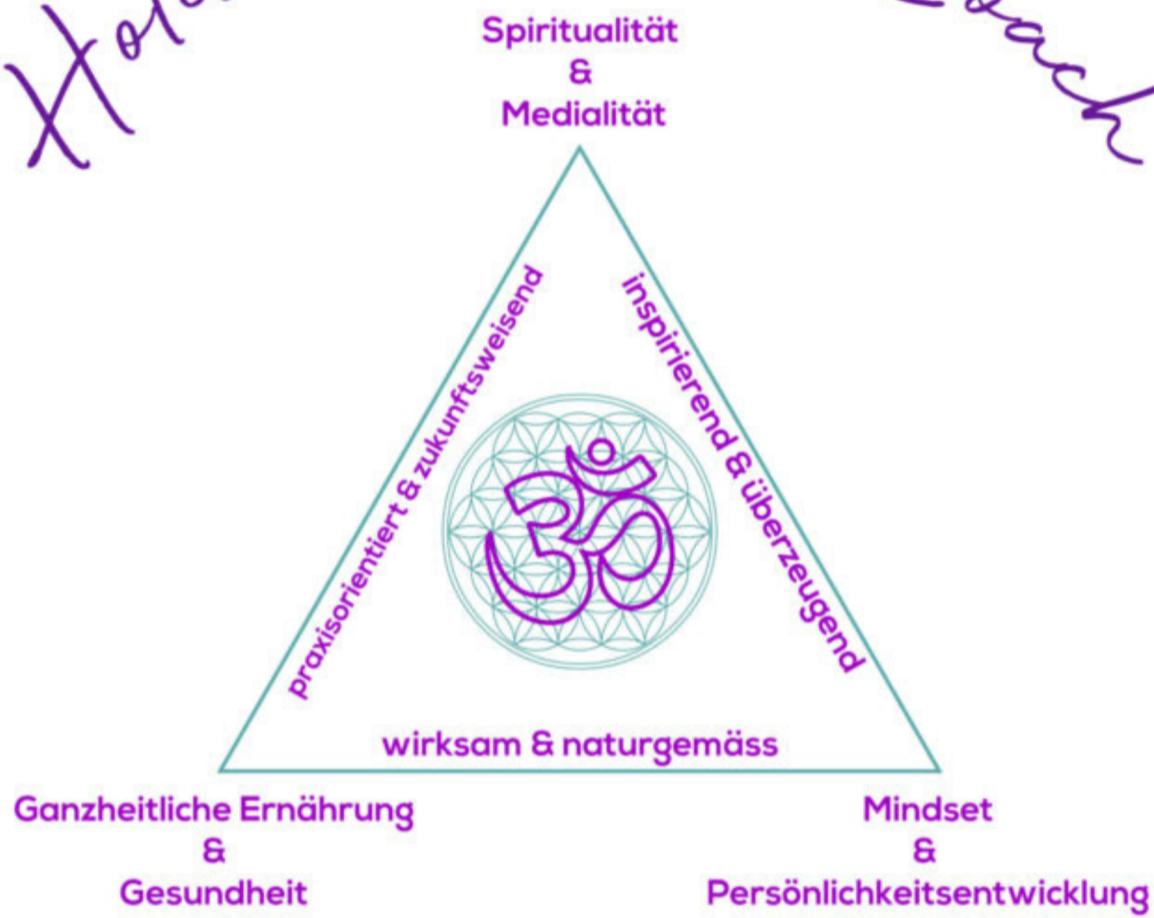 Spiritualität
&
Medialität
praxisorientiert & zukunftsweisend
inspirierend & überzeugend
ॐ
wirksam & naturgemäss
Ganzheitliche Ernährung
&
Gesundheit
Mindset
&
Persönlichkeitsentwicklung